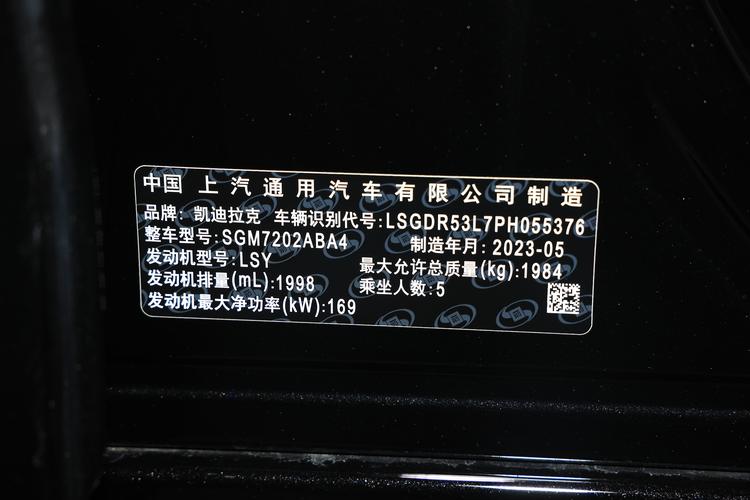 中国 上汽通用汽车有限公司制造
品牌: 凯迪拉克 车辆识别代号:LSGDR53L7PH055376
整车型号:SGM7202ABA4 制造年月: 2023-05
发动机型号:LSY 最大允许总质量(kg): 1984
发动机排量(mL):1998 乘坐人数:5
发动机最大净功率(kW):169